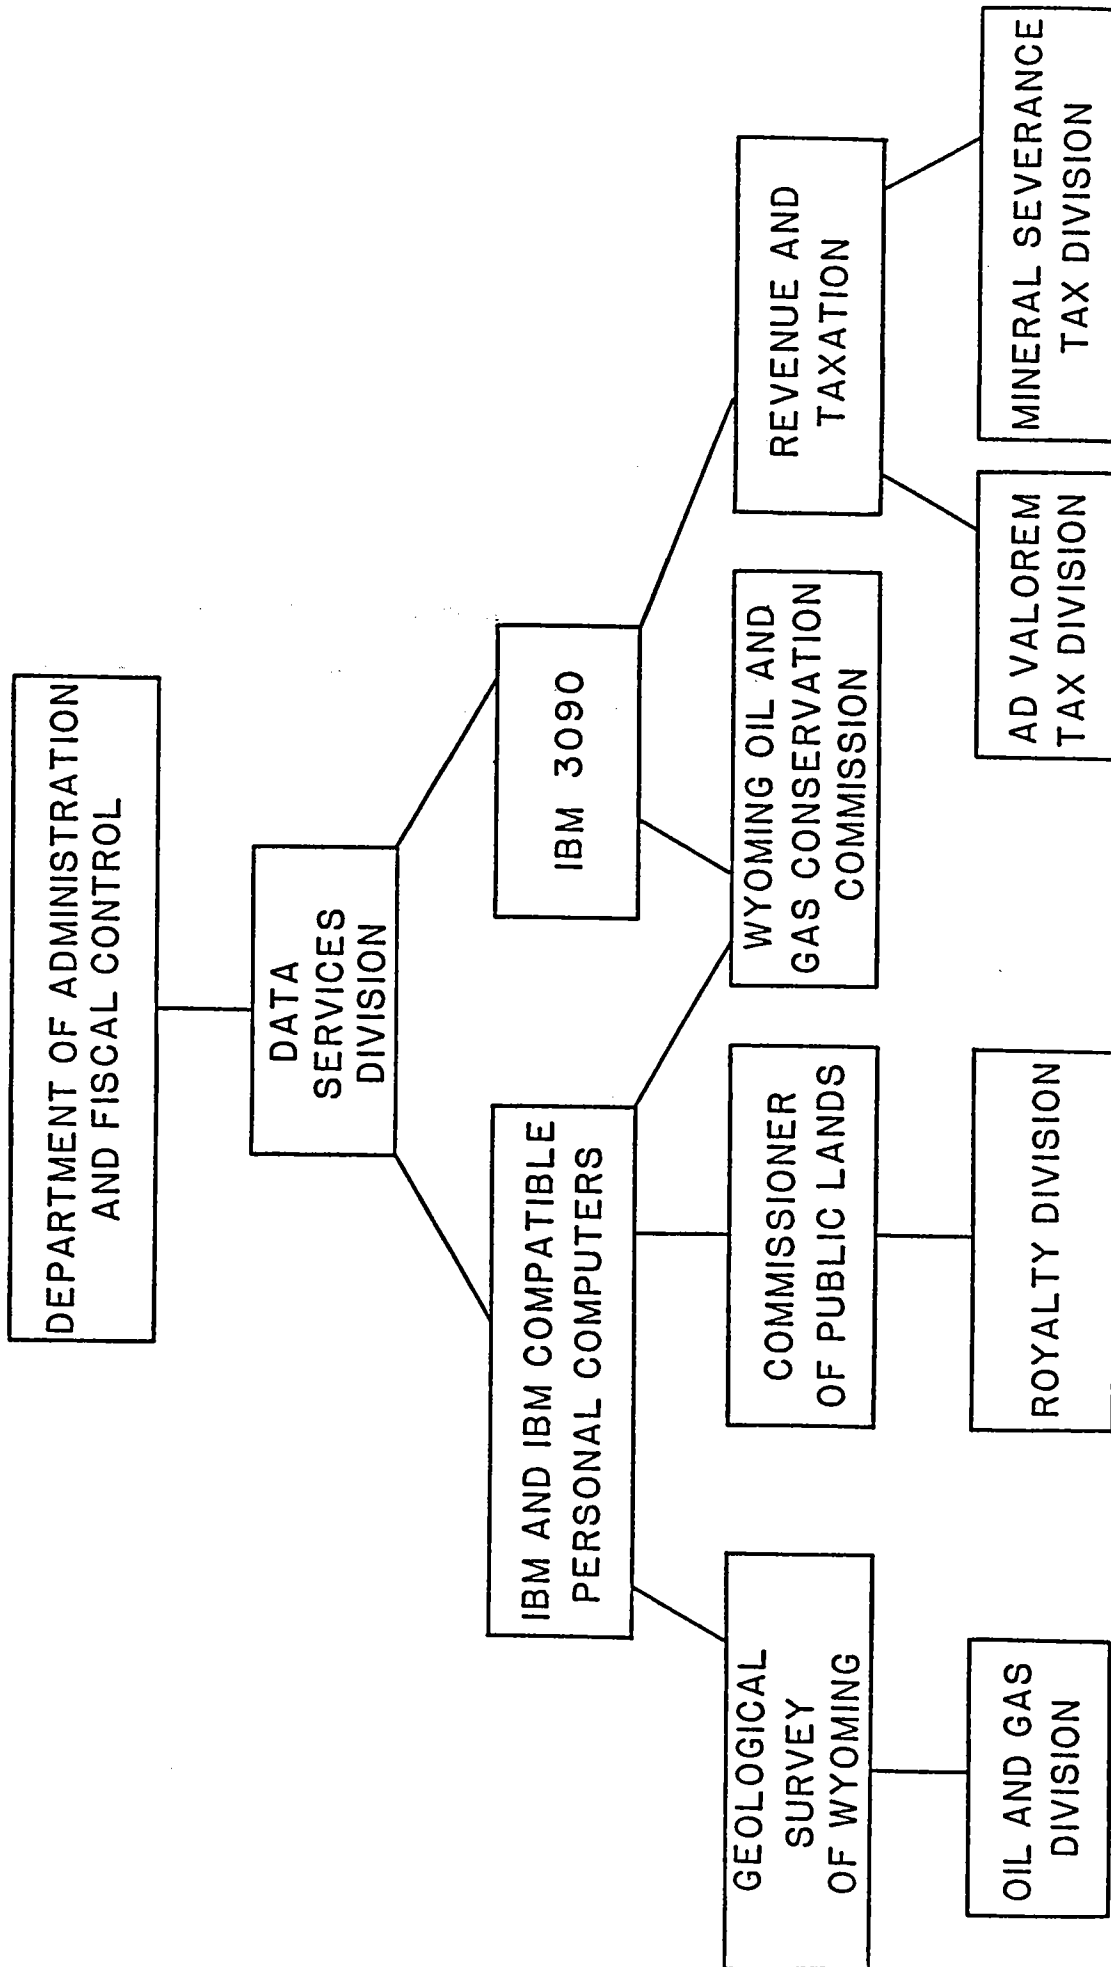 DEPARTMENT OF ADMINISTRATION
AND FISCAL CONTROL
DATA
SERVICES
DIVISION
IBM AND IBM COMPATIBLE
PERSONAL COMPUTERS
IBM 3090
GEOLOGICAL
SURVEY
OF WYOMING
COMMISSIONER
OF PUBLIC LANDS
WYOMING OIL AND
GAS CONSERVATION
COMMISSION
REVENUE AND
TAXATION
OIL AND GAS
DIVISION
ROYALTY DIVISION
AD VALOREM
TAX DIVISION
MINERAL SEVERANCE
TAX DIVISION